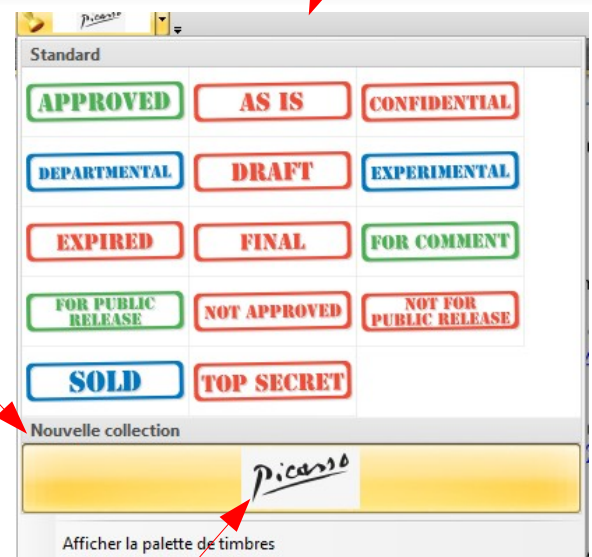 Picasso
Standard
APPROVED AS IS CONFIDENTIAL
DEPARTMENTAL DRAFT EXPERIMENTAL
EXPIRED FINAL FOR COMMENT
FOR PUBLIC
RELEASE
NOT APPROVED
NOT FOR
PUBLIC RELEASE
SOLD TOP SECRET
Nouvelle collection
Picasso
Afficher la palette de timbres